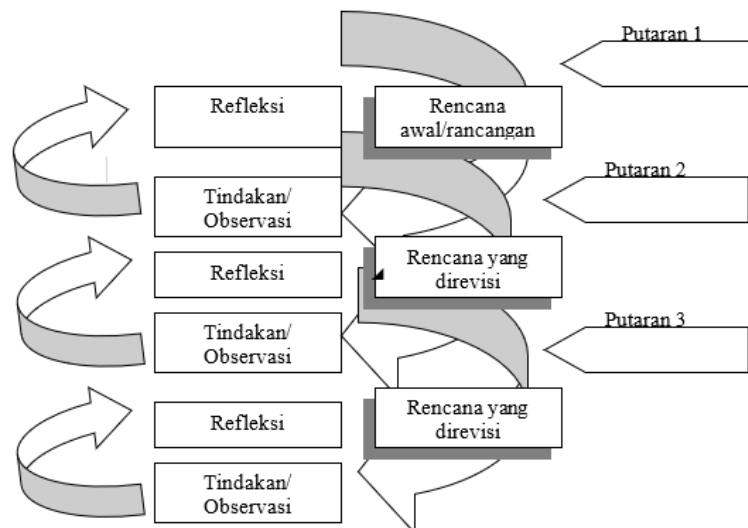 Putaran 1
Refleksi
Rencana
awal/rancangan
Putaran 2
Tindakan/
Observasi
Refleksi
Rencana yang
direvisi
Putaran 3
Tindakan/
Observasi
Refleksi
Rencana yang
direvisi
Tindakan/
Observasi